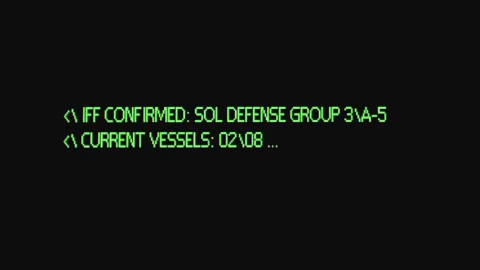 <\ IFF CONFIRMED: SOL DEFENSE GROUP 3\A-5
<\ CURRENT VESSELS: 02\08 ...